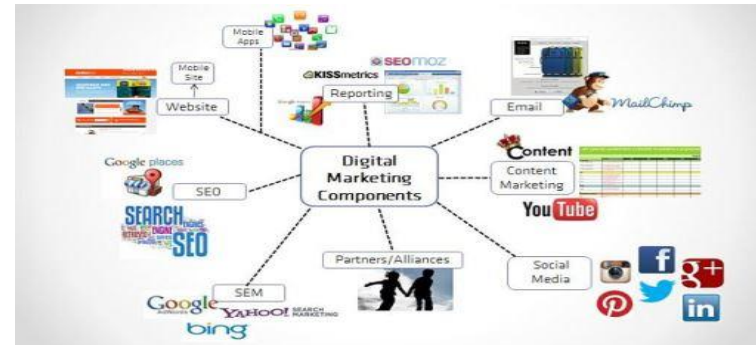 Mobile
Apps
SEOMOZ
KISSmetrics
Reporting
Mobile
Site
Website
Email
MailChimp
Digital
Marketing
Components
Content
Content
Marketing
YouTube
Google places
SEO
SEARCH
SEO
Partners/Alliances
Social
Media
f
g+
in
SEM
Google
YAHOO! SEARCH
MARKETING
bing